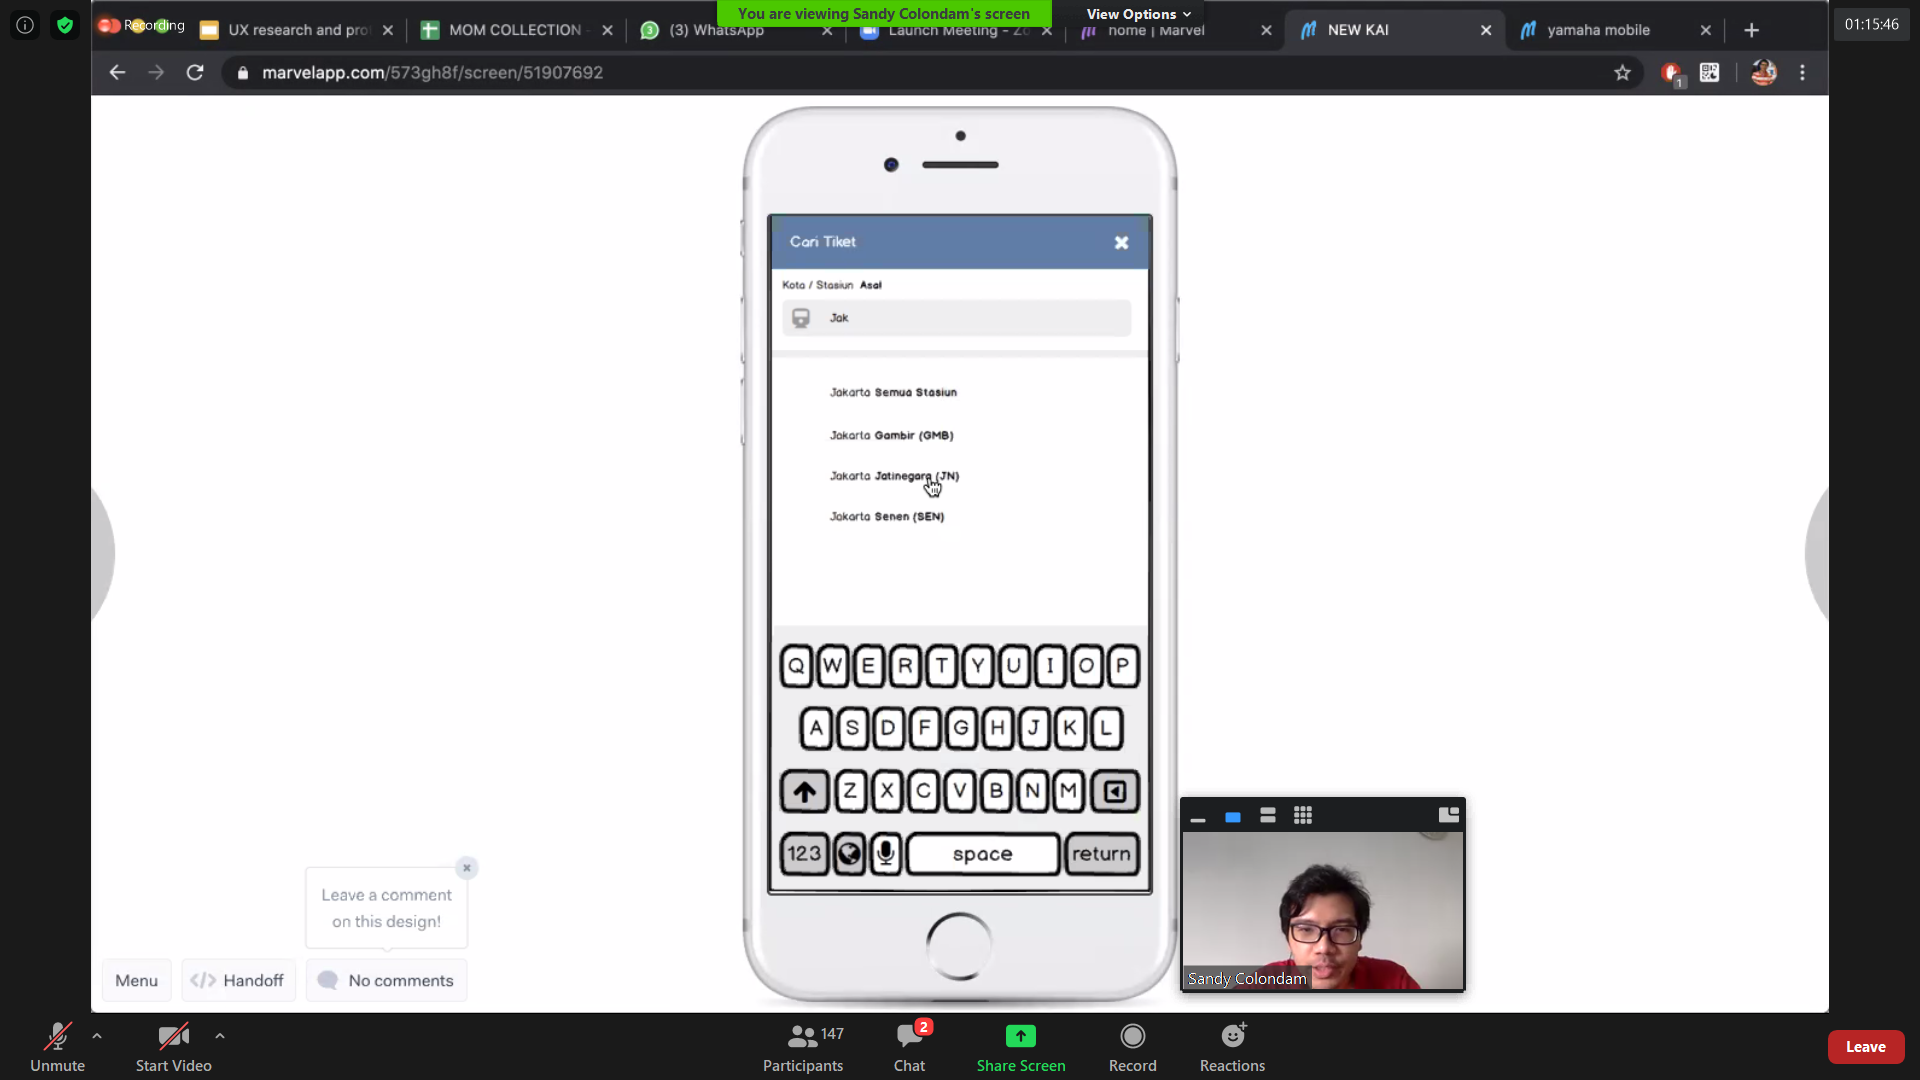 Recording
UX research and pro
MOM COLLECTION -
(3) WhatsApp
Launch Meeting - Zo
home | Marvel
NEW KAI
yamaha mobile
You are viewing Sandy Colondam's screen
View Options
01:15:46
marvelapp.com/573gh8f/screen/51907692
1
Cari Tiket
Kota / Stasiun Asal
Jak
Jakarta Semua Stasiun
Jakarta Gambir (GMB)
Jakarta Jatinegara (JN)
Jakarta Senen (SEN)
Q W E R T Y U I O P
A S D F G H J K L
Z X C V B N M
123 space return
Leave a comment
on this design!
Menu
</> Handoff
No comments
Sandy Colondam
Unmute
Start Video
147
Participants
2
Chat
Share Screen
Record
Reactions
Leave